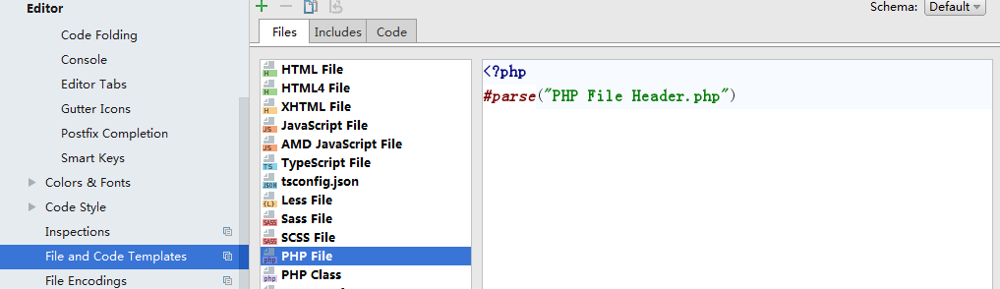 Editor
Code Folding
Console
Editor Tabs
Gutter Icons
Postfix Completion
Smart Keys
Colors & Fonts
Code Style
Inspections
File and Code Templates
File Encodings
Schema: Default
Files Includes Code
HTML File
HTML4 File
XHTML File
JavaScript File
AMD JavaScript File
TypeScript File
tsconfig.json
Less File
Sass File
SCSS File
PHP File
PHP Class
<?php
#parse("PHP File Header.php")